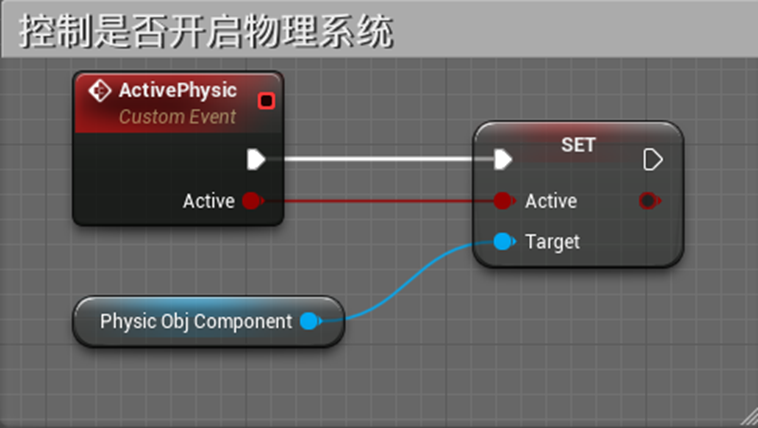 控制是否开启物理系统
ActivePhysic
Custom Event
Active
SET
Active
Target
Physic Obj Component